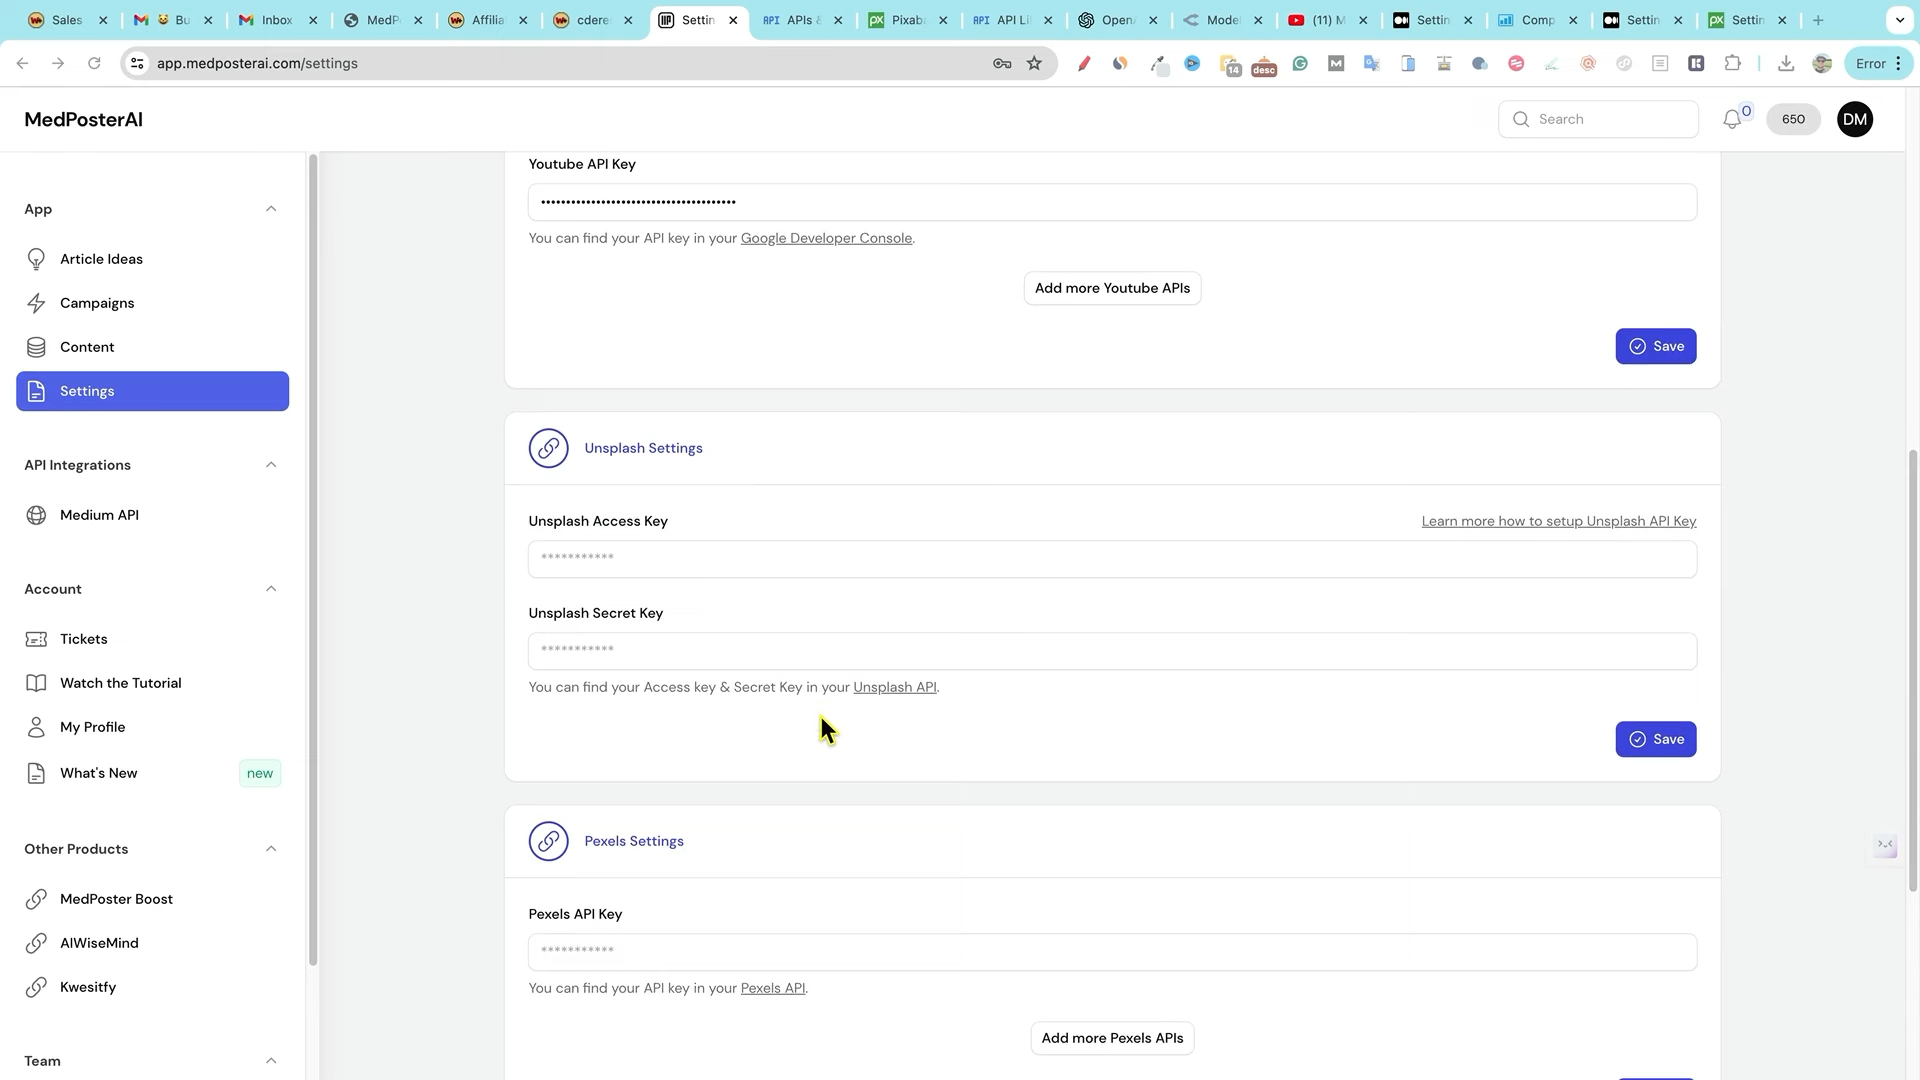 Sales
Bu
Inbox
MedP
Affilia
cdere
Settin
API APIs &
px Pixab
API API Li
Open
Mode
(11) M
Settin
Comp
Settin
px Settin
app.medposterai.com/settings
14
desc
Error
MedPosterAI
Search
0
650
DM
App
Article Ideas
Campaigns
Content
Settings
API Integrations
Medium API
Account
Tickets
Watch the Tutorial
My Profile
What's New
new
Other Products
MedPoster Boost
AIWiseMind
Kwesitfy
Team
Youtube API Key
•••••••••••••••••••••••••••••••••••••••
You can find your API key in your Google Developer Console.
Add more Youtube APIs
Save
Unsplash Settings
Unsplash Access Key
Learn more how to setup Unsplash API Key
***********
Unsplash Secret Key
***********
You can find your Access key & Secret Key in your Unsplash API.
Save
Pexels Settings
Pexels API Key
***********
You can find your API key in your Pexels API.
Add more Pexels APIs